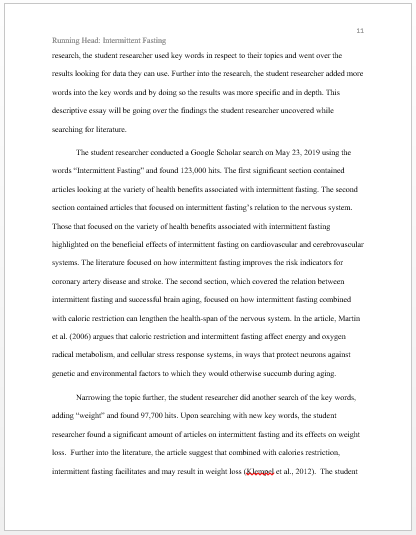 11
Running Head: Intermittent Fasting
research, the student researcher used key words in respect to their topics and went over the
results looking for data they can use. Further into the research, the student researcher added more
words into the key words and by doing so the results was more specific and in depth. This
descriptive essay will be going over the findings the student researcher uncovered while
searching for literature.
The student researcher conducted a Google Scholar search on May 23, 2019 using the
words “Intermittent Fasting” and found 123,000 hits. The first significant section contained
articles looking at the variety of health benefits associated with intermittent fasting. The second
section contained articles that focused on intermittent fasting’s relation to the nervous system.
Those that focused on the variety of health benefits associated with intermittent fasting
highlighted on the beneficial effects of intermittent fasting on cardiovascular and cerebrovascular
systems. The literature focused on how intermittent fasting improves the risk indicators for
coronary artery disease and stroke. The second section, which covered the relation between
intermittent fasting and successful brain aging, focused on how intermittent fasting combined
with caloric restriction can lengthen the health-span of the nervous system. In the article, Martin
et al. (2006) argues that caloric restriction and intermittent fasting affect energy and oxygen
radical metabolism, and cellular stress response systems, in ways that protect neurons against
genetic and environmental factors to which they would otherwise succumb during aging.
Narrowing the topic further, the student researcher did another search of the key words,
adding “weight” and found 97,700 hits. Upon searching with new key words, the student
researcher found a significant amount of articles on intermittent fasting and its effects on weight
loss.  Further into the literature, the article suggest that combined with calories restriction,
intermittent fasting facilitates and may result in weight loss (Klempel et al., 2012).  The student